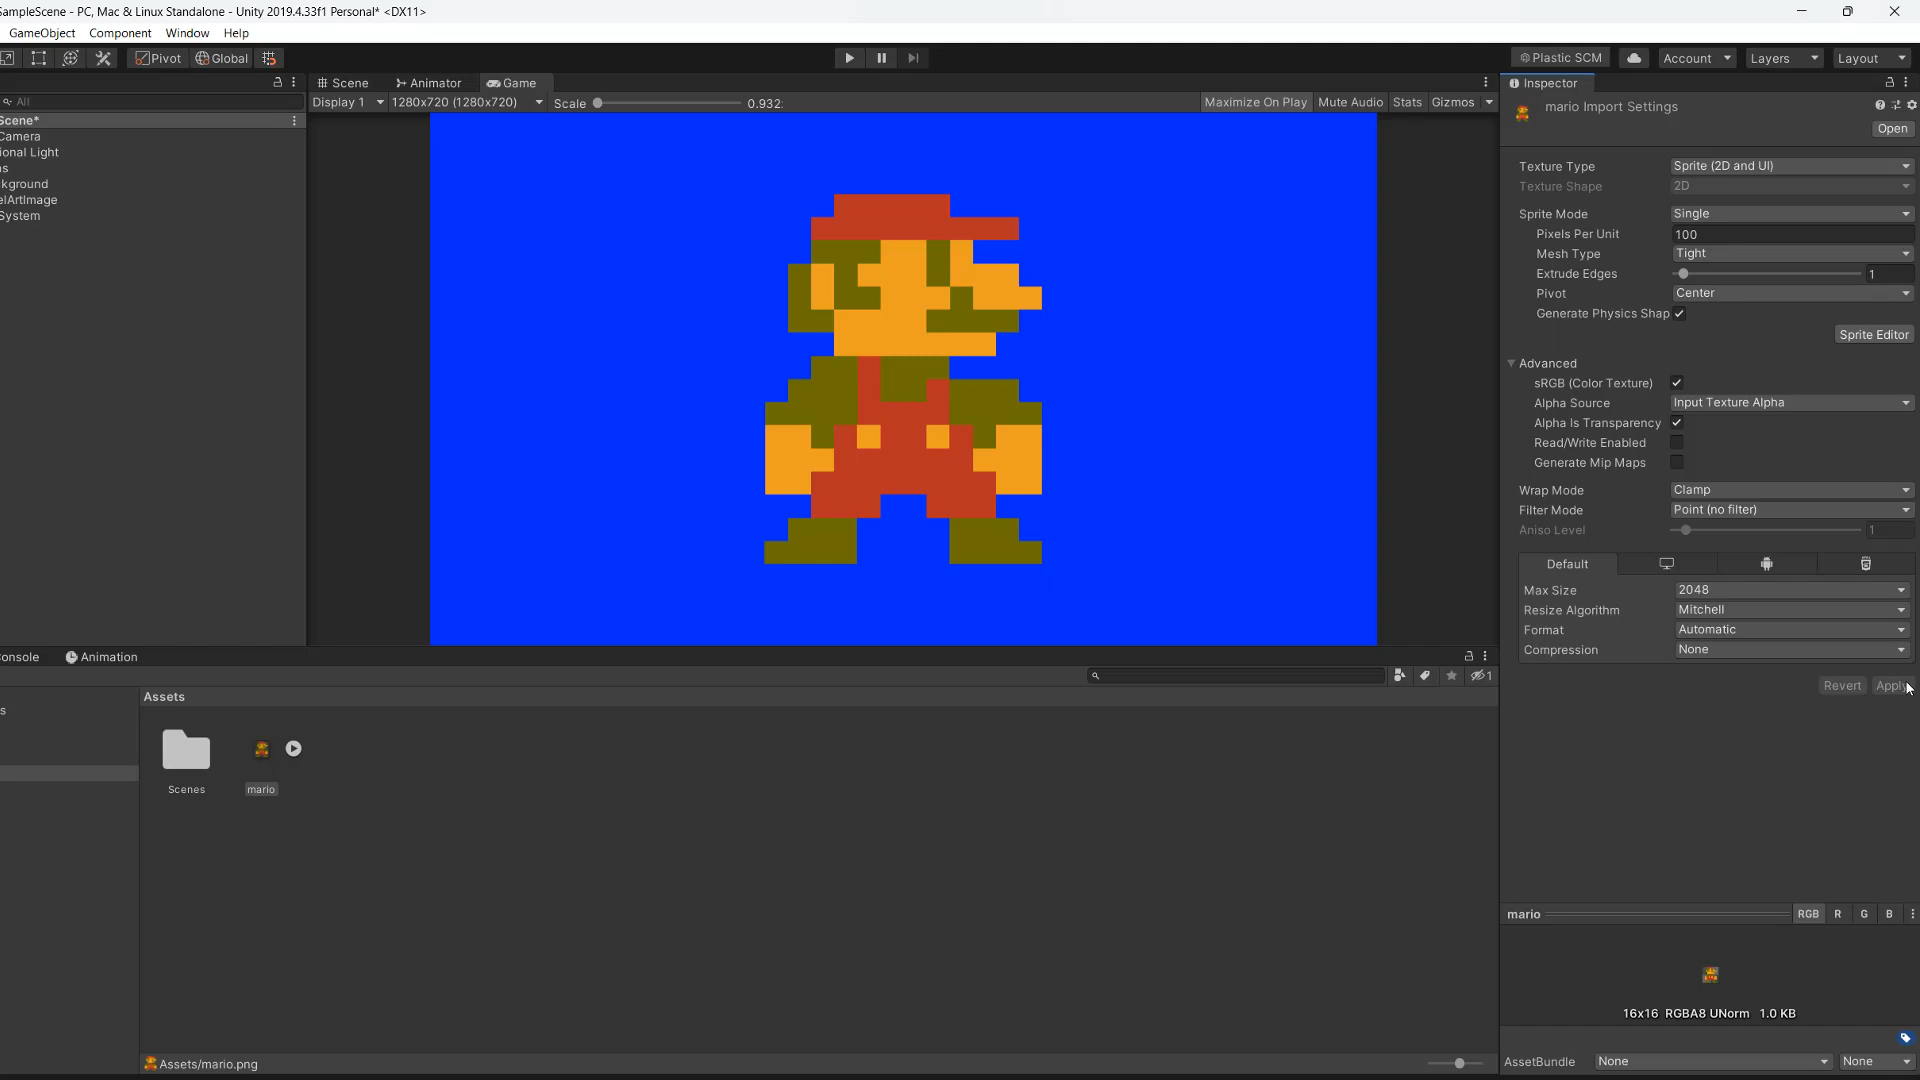 SampleScene - PC, Mac & Linux Standalone - Unity 2019.4.33f1 Personal* <DX11>
GameObject Component Window Help
Pivot Global
Plastic SCM Account Layers Layout
Scene Animator Game
Inspector
All
Display 1 1280x720 (1280x720) Scale 0.932:
Maximize On Play Mute Audio Stats Gizmos
Scene*
Camera
ional Light
s
kground
elArtImage
System
mario Import Settings
Open
Texture Type Sprite (2D and UI)
Texture Shape 2D
Sprite Mode Single
Pixels Per Unit 100
Mesh Type Tight
Extrude Edges 1
Pivot Center
Generate Physics Shap
Sprite Editor
Advanced
sRGB (Color Texture)
Alpha Source Input Texture Alpha
Alpha Is Transparency
Read/Write Enabled
Generate Mip Maps
Wrap Mode Clamp
Filter Mode Point (no filter)
Aniso Level 1
Default
Max Size 2048
Resize Algorithm Mitchell
Format Automatic
Compression None
Revert Apply
onsole Animation
1
s
Assets
Scenes
mario
mario RGB R G B
16x16 RGBA8 UNorm 1.0 KB
AssetBundle None None
Assets/mario.png